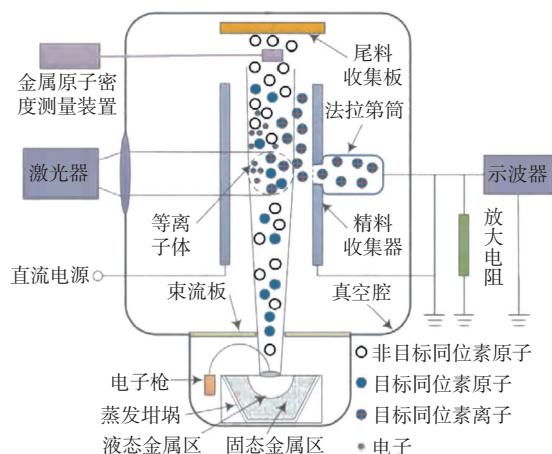 尾料
收集板
金属原子密
度测量装置
法拉第筒
激光器
示波器
等离
子体
精料
收集器
放大电阻
直流电源
束流板
真空腔
电子枪
蒸发坩埚
液态金属区
固态金属区
非目标同位素原子
目标同位素原子
目标同位素离子
电子